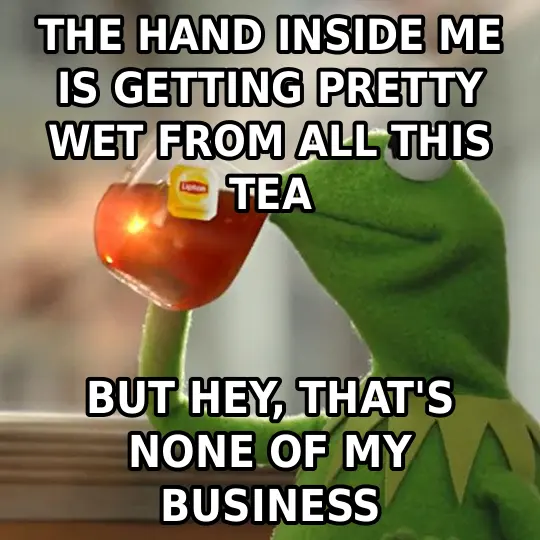 THE HAND INSIDE ME
IS GETTING PRETTY
WET FROM ALL THIS
TEA
Lipton
BUT HEY, THAT'S
NONE OF MY
BUSINESS